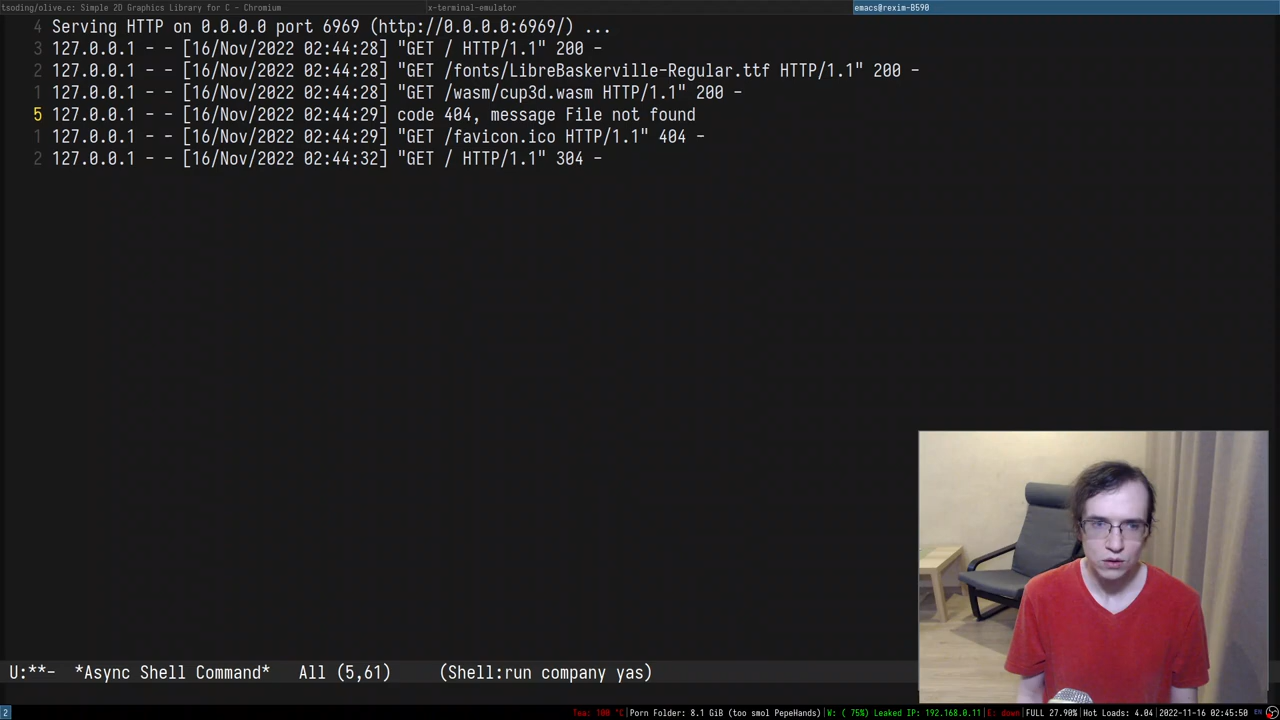 tsoding/olive.c: Simple 2D Graphics Library for C - Chromium x-terminal-emulator emacs@rexim-B590
4 Serving HTTP on 0.0.0.0 port 6969 (http://0.0.0.0:6969/) ...
3 127.0.0.1 - - [16/Nov/2022 02:44:28] "GET / HTTP/1.1" 200 -
2 127.0.0.1 - - [16/Nov/2022 02:44:28] "GET /fonts/LibreBaskerville-Regular.ttf HTTP/1.1" 200 -
1 127.0.0.1 - - [16/Nov/2022 02:44:28] "GET /wasm/cup3d.wasm HTTP/1.1" 200 -
5 127.0.0.1 - - [16/Nov/2022 02:44:29] code 404, message File not found
1 127.0.0.1 - - [16/Nov/2022 02:44:29] "GET /favicon.ico HTTP/1.1" 404 -
2 127.0.0.1 - - [16/Nov/2022 02:44:32] "GET / HTTP/1.1" 304 -
U:**- *Async Shell Command* All (5,61) (Shell:run company yas)
2 Tea: 100 °C|Porn Folder: 8.1 GiB (too smol PepeHands)|W: ( 75%) Leaked IP: 192.168.0.11|E: down|FULL 27.90%|Hot Loads: 4.04|2022-11-16 02:45:50 EN